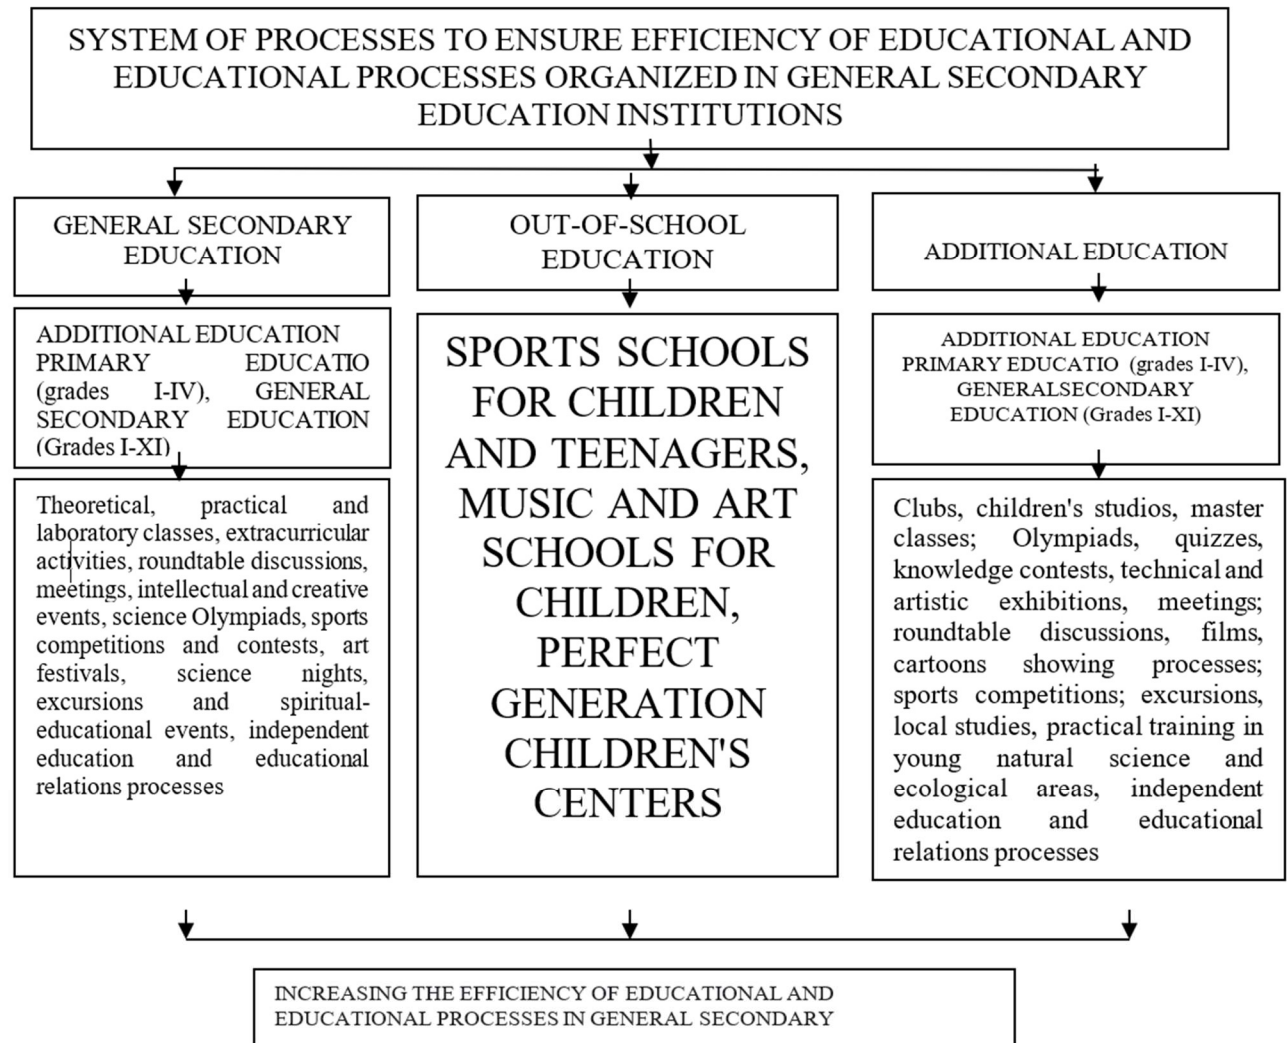 SYSTEM OF PROCESSES TO ENSURE EFFICIENCY OF EDUCATIONAL AND
EDUCATIONAL PROCESSES ORGANIZED IN GENERAL SECONDARY
EDUCATION INSTITUTIONS
GENERAL SECONDARY
EDUCATION
ADDITIONAL EDUCATION
PRIMARY EDUCATIO
(grades I-IV), GENERAL
SECONDARY EDUCATION
(Grades I-XI)
Theoretical, practical and
laboratory classes, extracurricular
activities, roundtable discussions,
meetings, intellectual and creative
events, science Olympiads, sports
competitions and contests, art
festivals, science nights,
excursions and spiritual-
educational events, independent
education and educational
relations processes
OUT-OF-SCHOOL
EDUCATION
SPORTS SCHOOLS
FOR CHILDREN
AND TEENAGERS,
MUSIC AND ART
SCHOOLS FOR
CHILDREN,
PERFECT
GENERATION
CHILDREN'S
CENTERS
ADDITIONAL EDUCATION
ADDITIONAL EDUCATION
PRIMARY EDUCATIO (grades I-IV),
GENERALSECONDARY
EDUCATION (Grades I-XI)
Clubs, children's studios, master
classes; Olympiads, quizzes,
knowledge contests, technical and
artistic exhibitions, meetings;
roundtable discussions, films,
cartoons showing processes;
sports competitions; excursions,
local studies, practical training in
young natural science and
ecological areas, independent
education and educational
relations processes
INCREASING THE EFFICIENCY OF EDUCATIONAL AND
EDUCATIONAL PROCESSES IN GENERAL SECONDARY